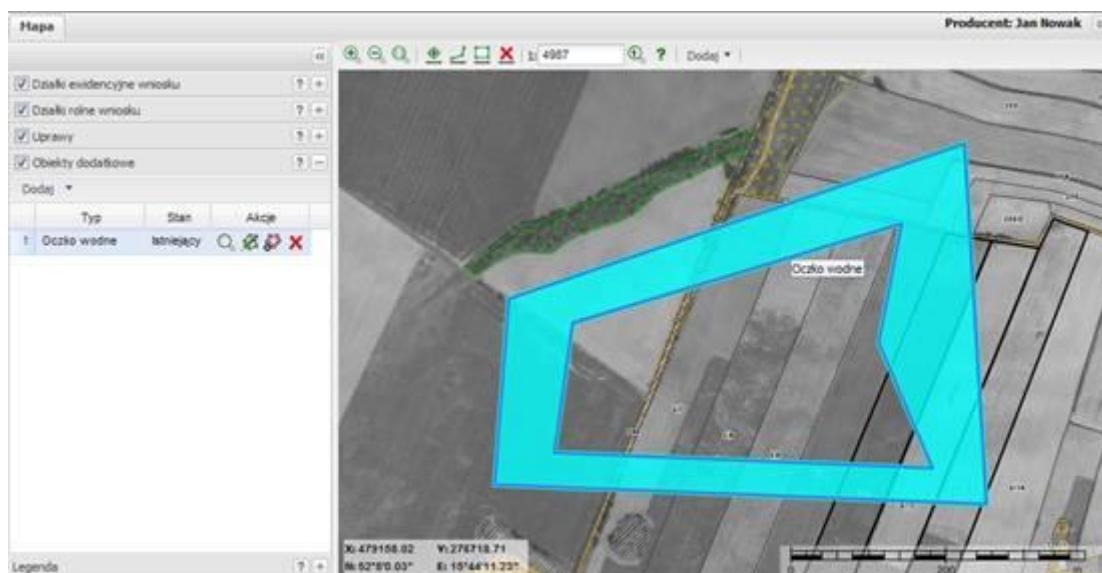 Mapa
Producent: Jan Nowak
1: 4987 ? Dodaj
Działki ewidencyjne wniosku ? +
Działki rolne wniosku ? +
Uprawy ? +
Obiekty dodatkowe ? −
Dodaj
Typ Stan Akcje
1 Oczko wodne Istniejący
Oczko wodne
X: 479158.02 Y: 276718.71
N: 52°8'0.03" E: 15°44'11.23"
0 200 m
Legenda ? +